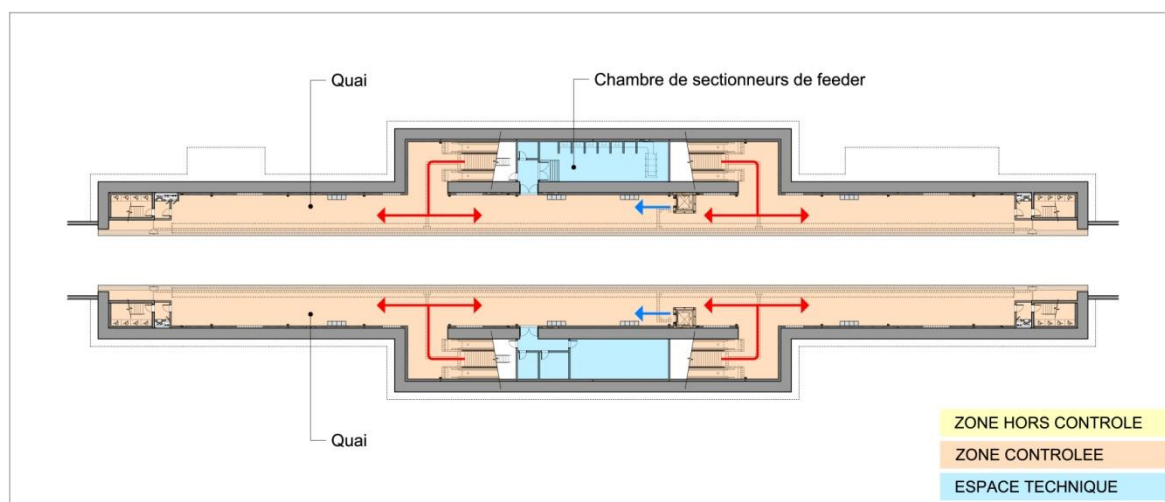 Quai
Chambre de sectionneurs de feeder
Quai
ZONE HORS CONTROLE
ZONE CONTROLEE
ESPACE TECHNIQUE